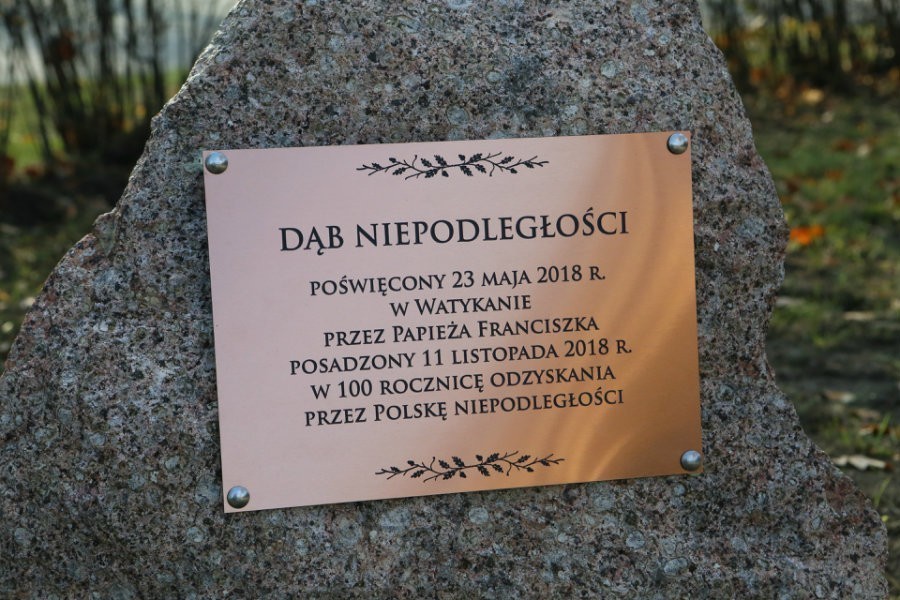 DĄB NIEPODLEGŁOŚCI
POŚWIĘCONY 23 MAJA 2018 R.
W WATYKANIE
PRZEZ PAPIEŻA FRANCISZKA
POSADZONY 11 LISTOPADA 2018 R.
W 100 ROCZNICĘ ODZYSKANIA
PRZEZ POLSKĘ NIEPODLEGŁOŚCI